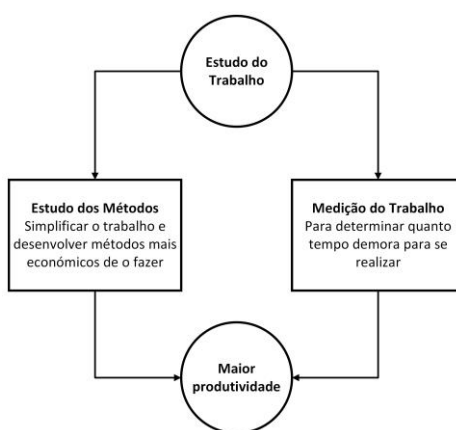 Estudo do
Trabalho
Estudo dos Métodos
Simplificar o trabalho e
desenvolver métodos mais
económicos de o fazer
Medição do Trabalho
Para determinar quanto
tempo demora para se
realizar
Maior
produtividade